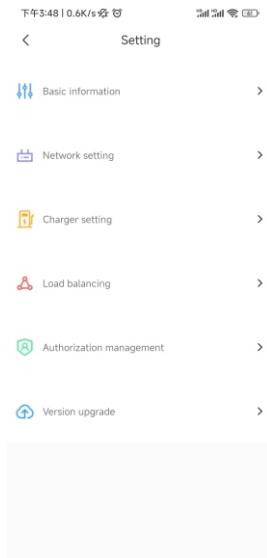 下午3:48 | 0.6K/s
Setting
Basic information
Network setting
Charger setting
Load balancing
Authorization management
Version upgrade